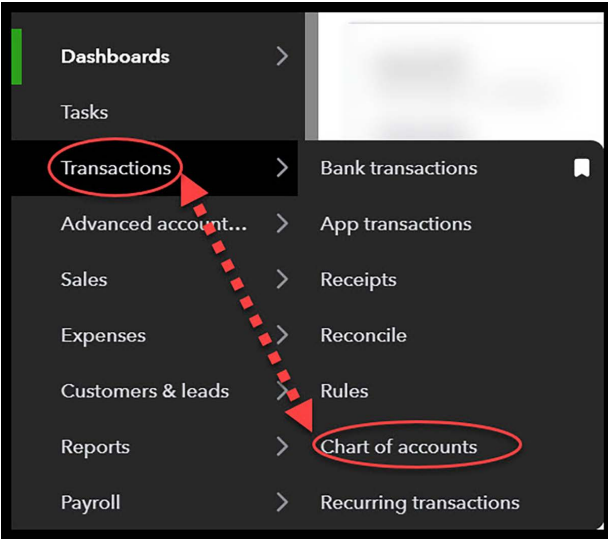 Dashboards
Tasks
Transactions
Advanced account...
Sales
Expenses
Customers & leads
Reports
Payroll
Bank transactions
App transactions
Receipts
Reconcile
Rules
Chart of accounts
Recurring transactions